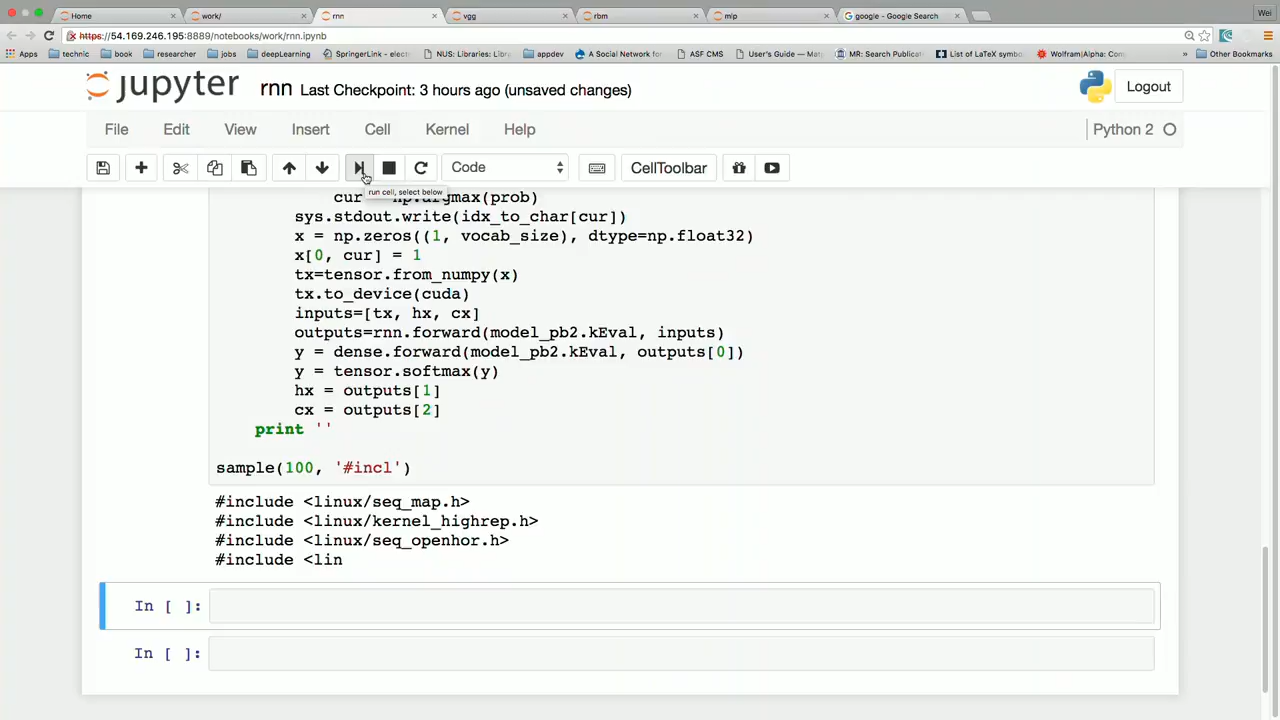 Home
work/
rnn
vgg
rbm
mlp
google - Google Search
Wei
https://54.169.246.195:8889/notebooks/work/rnn.ipynb
Apps technic book researcher jobs deepLearning SpringerLink - elect NUS: Libraries: Lib appdev A Social Network for ASF CMS User's Guide — Mat MR: Search Publicat List of LaTeX symbo Wolfram|Alpha: Com » Other Bookmarks
jupyter rnn Last Checkpoint: 3 hours ago (unsaved changes)
Logout
File Edit View Insert Cell Kernel Help Python 2
Code CellToolbar
run cell, select below
cur = np.argmax(prob)
sys.stdout.write(idx_to_char[cur])
x = np.zeros((1, vocab_size), dtype=np.float32)
x[0, cur] = 1
tx=tensor.from_numpy(x)
tx.to_device(cuda)
inputs=[tx, hx, cx]
outputs=rnn.forward(model_pb2.kEval, inputs)
y = dense.forward(model_pb2.kEval, outputs[0])
y = tensor.softmax(y)
hx = outputs[1]
cx = outputs[2]
print ''
sample(100, '#incl')
#include <linux/seq_map.h>
#include <linux/kernel_highrep.h>
#include <linux/seq_openhor.h>
#include <lin
In [ ]:
In [ ]: